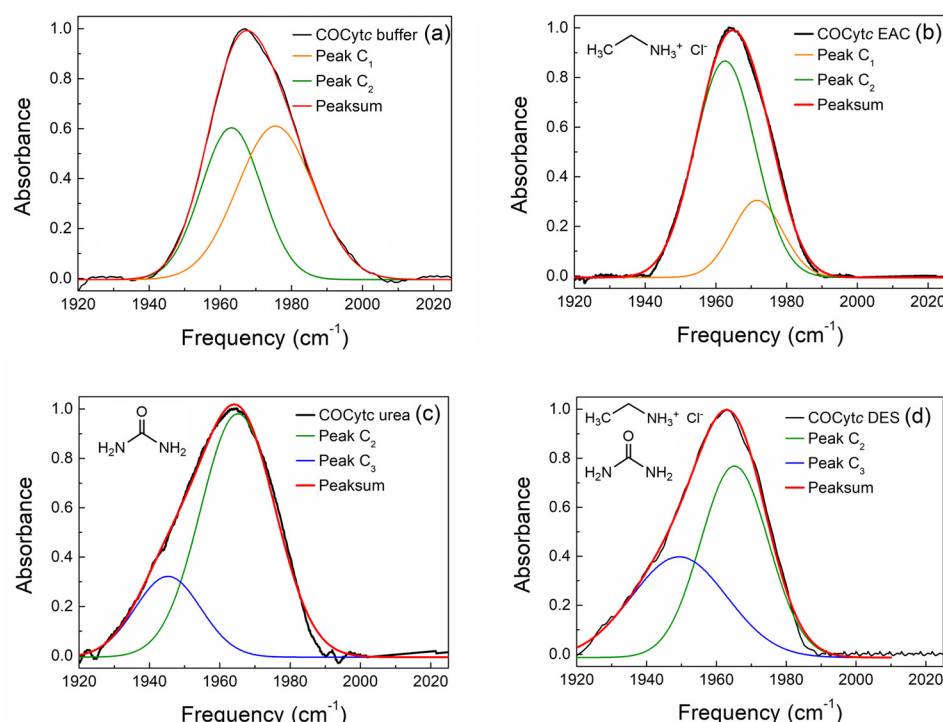 COCytc buffer (a)
Peak C1
Peak C2
Peaksum
Absorbance
1.0
0.8
0.6
0.4
0.2
0.0
1920 1940 1960 1980 2000 2020
Frequency (cm-1)
H3C NH3+ Cl-
COCytc EAC (b)
Peak C1
Peak C2
Peaksum
Absorbance
1.0
0.8
0.6
0.4
0.2
0.0
1920 1940 1960 1980 2000 2020
Frequency (cm-1)
O
H2N NH2
COCytc urea (c)
Peak C2
Peak C3
Peaksum
Absorbance
1.0
0.8
0.6
0.4
0.2
0.0
1920 1940 1960 1980 2000 2020
Frequency (cm-1)
H3C NH3+ Cl-
O
H2N NH2
COCytc DES (d)
Peak C2
Peak C3
Peaksum
Absorbance
1.0
0.8
0.6
0.4
0.2
0.0
1920 1940 1960 1980 2000 2020
Frequency (cm-1)